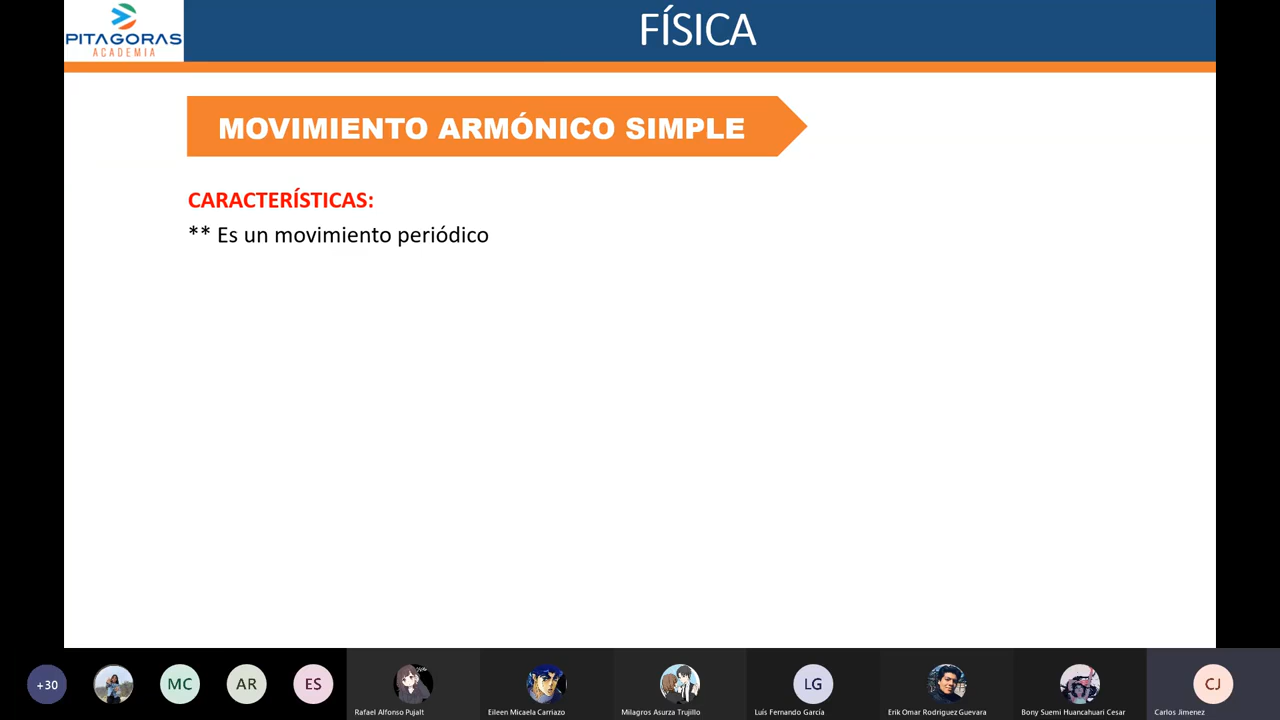 PITAGORAS
ACADEMIA
FÍSICA
MOVIMIENTO ARMÓNICO SIMPLE
CARACTERÍSTICAS:
** Es un movimiento periódico
+30
MC
AR
ES
LG
CJ
Rafael Alfonso Pujalt
Eileen Micaela Carriazo
Milagros Asurza Trujillo
Luis Fernando García
Erik Omar Rodriguez Guevara
Bony Suemi Huancahuari Cesar
Carlos Jimenez